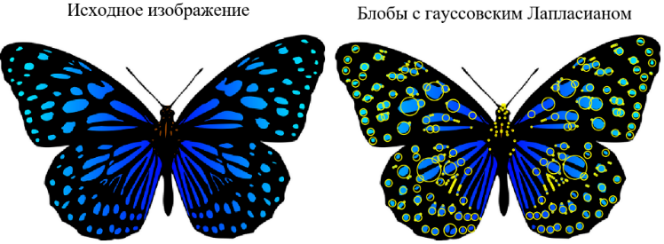 Исходное изображение
Блобы с гауссовским Лапласианом